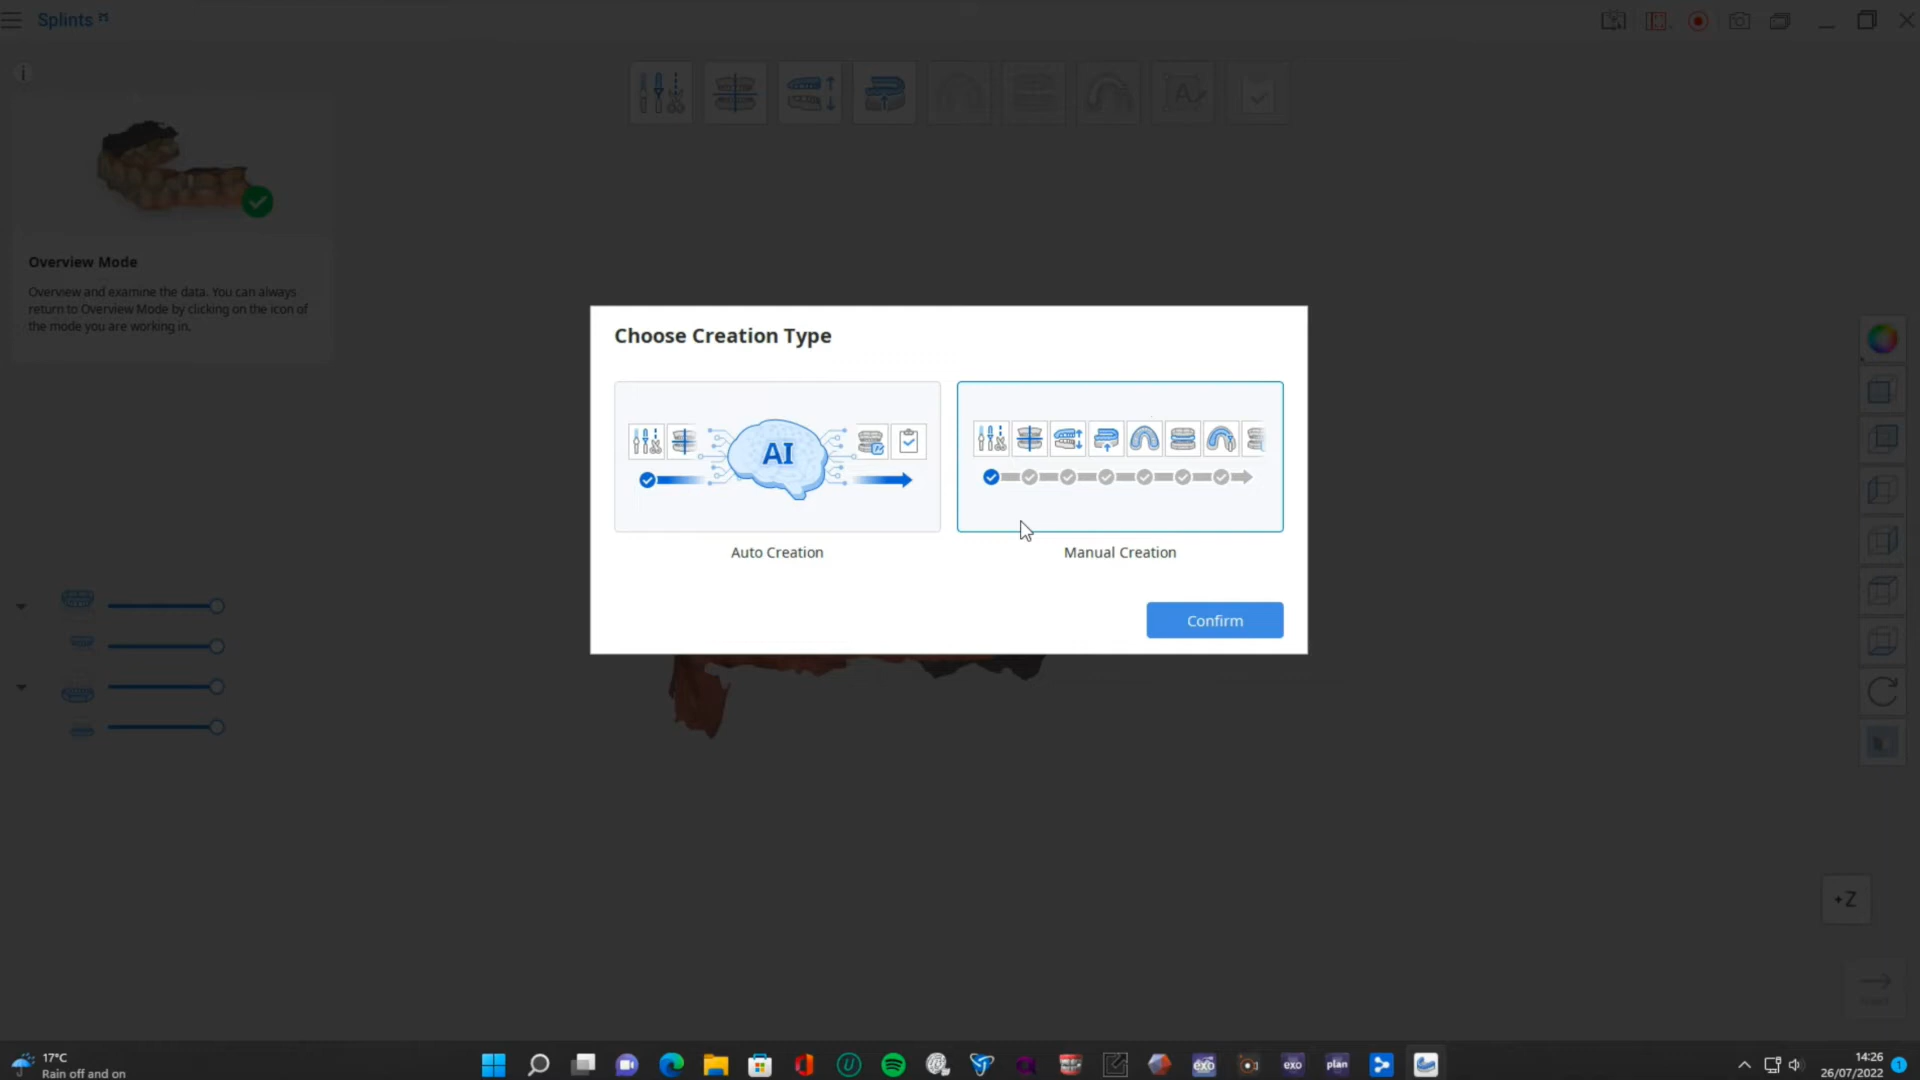 Splints
i
Overview Mode
Overview and examine the data. You can always
return to Overview Mode by clicking on the icon of
the mode you are working in.
Choose Creation Type
AI
Auto Creation
Manual Creation
Confirm
+Z
17°C
Rain off and on
exo
exo
plan
14:26
26/07/2022
1